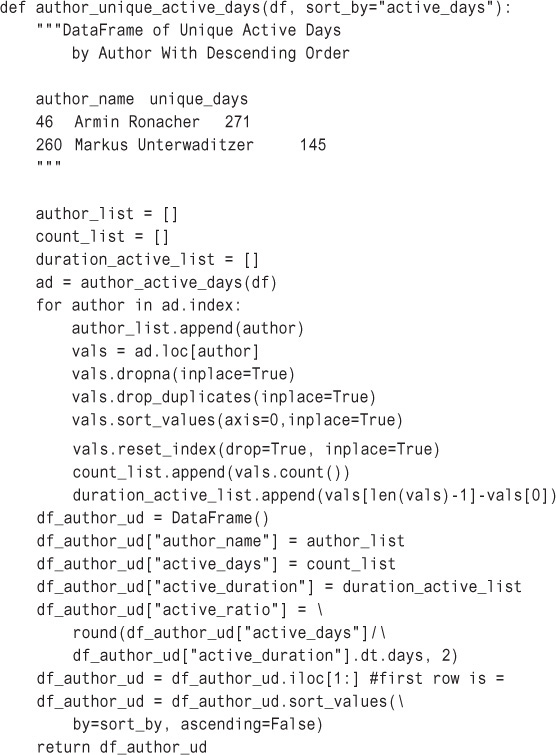 def author_unique_active_days(df, sort_by="active_days"):
    """DataFrame of Unique Active Days
        by Author With Descending Order

    author_name  unique_days
    46  Armin Ronacher   271
    260 Markus Unterwaditzer     145
    """

    author_list = []
    count_list = []
    duration_active_list = []
    ad = author_active_days(df)
    for author in ad.index:
        author_list.append(author)
        vals = ad.loc[author]
        vals.dropna(inplace=True)
        vals.drop_duplicates(inplace=True)
        vals.sort_values(axis=0,inplace=True)
        vals.reset_index(drop=True, inplace=True)
        count_list.append(vals.count())
        duration_active_list.append(vals[len(vals)-1]-vals[0])
    df_author_ud = DataFrame()
    df_author_ud["author_name"] = author_list
    df_author_ud["active_days"] = count_list
    df_author_ud["active_duration"] = duration_active_list
    df_author_ud["active_ratio"] = \
        round(df_author_ud["active_days"]/\
        df_author_ud["active_duration"].dt.days, 2)
    df_author_ud = df_author_ud.iloc[1:] #first row is =
    df_author_ud = df_author_ud.sort_values(\
        by=sort_by, ascending=False)
    return df_author_ud